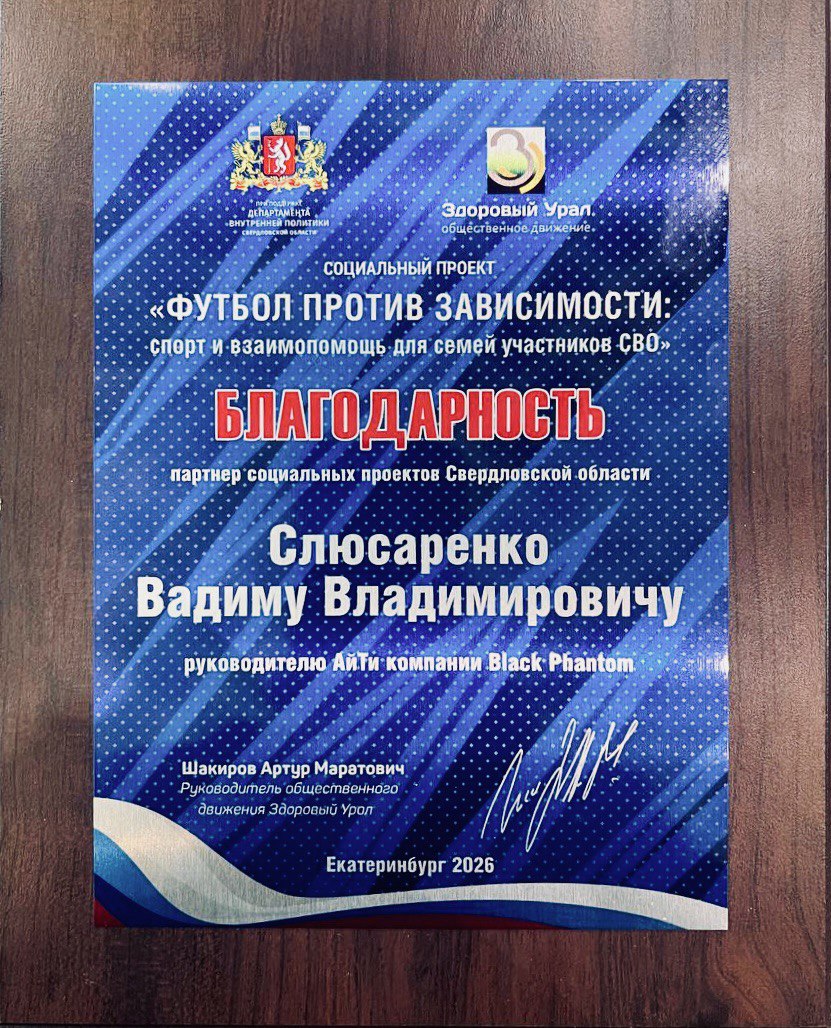 ПРИ ПОДДЕРЖКЕ
ДЕПАРТАМЕНТА
ВНУТРЕННЕЙ ПОЛИТИКИ
СВЕРДЛОВСКОЙ ОБЛАСТИ
Здоровый Урал
общественное движение
СОЦИАЛЬНЫЙ ПРОЕКТ
«ФУТБОЛ ПРОТИВ ЗАВИСИМОСТИ:
спорт и взаимопомощь для семей участников СВО»
БЛАГОДАРНОСТЬ
партнер социальных проектов Свердловской области
Слюсаренко
Вадиму Владимировичу
руководителю АйТи компании Black Phantom
Шакиров Артур Маратович
Руководитель общественного
движения Здоровый Урал
Екатеринбург 2026